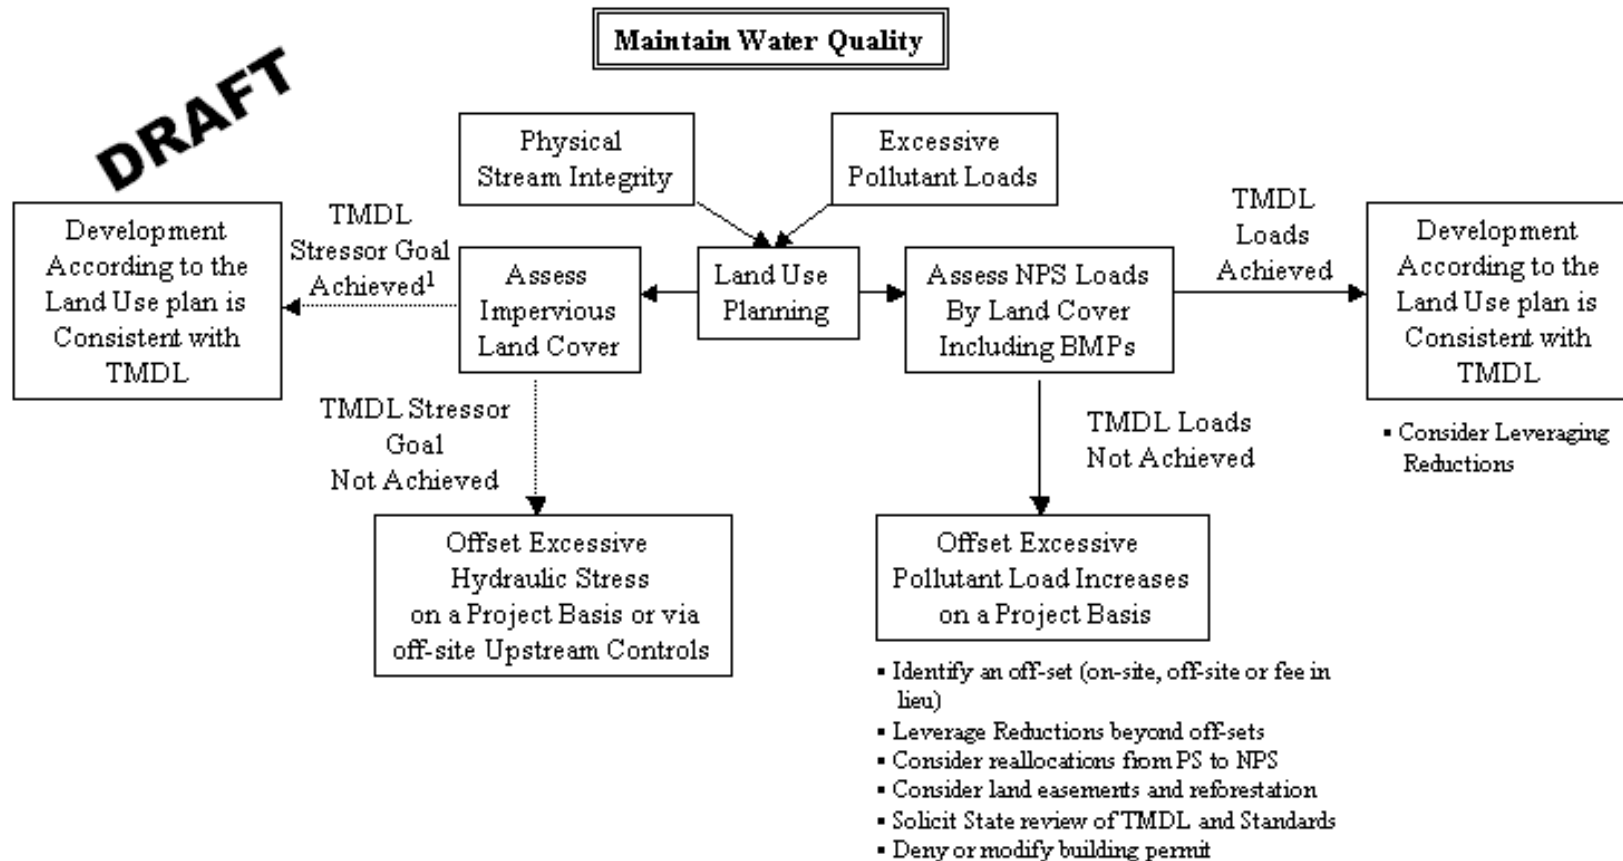 Maintain Water Quality
DRAFT
Physical
Stream Integrity
Excessive
Pollutant Loads
Development
According to the
Land Use plan is
Consistent with
TMDL
TMDL
Stressor Goal
Achieved¹
Assess
Impervious
Land Cover
Land Use
Planning
Assess NPS Loads
By Land Cover
Including BMPs
TMDL
Loads
Achieved
Development
According to the
Land Use plan is
Consistent with
TMDL
▪ Consider Leveraging
Reductions
TMDL Stressor
Goal
Not Achieved
TMDL Loads
Not Achieved
Offset Excessive
Hydraulic Stress
on a Project Basis or via
off-site Upstream Controls
Offset Excessive
Pollutant Load Increases
on a Project Basis
▪ Identify an off-set (on-site, off-site or fee in
lieu)
▪ Leverage Reductions beyond off-sets
▪ Consider reallocations from PS to NPS
▪ Consider land easements and reforestation
▪ Solicit State review of TMDL and Standards
▪ Deny or modify building permit